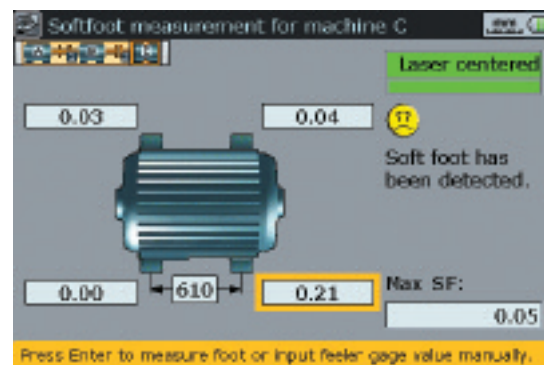 Softfoot measurement for machine C
mm
Laser centered
0.03
0.04
Soft foot has
been detected.
0.00
610
0.21
Max SF:
0.05
Press Enter to measure foot or input feeler gage value manually.